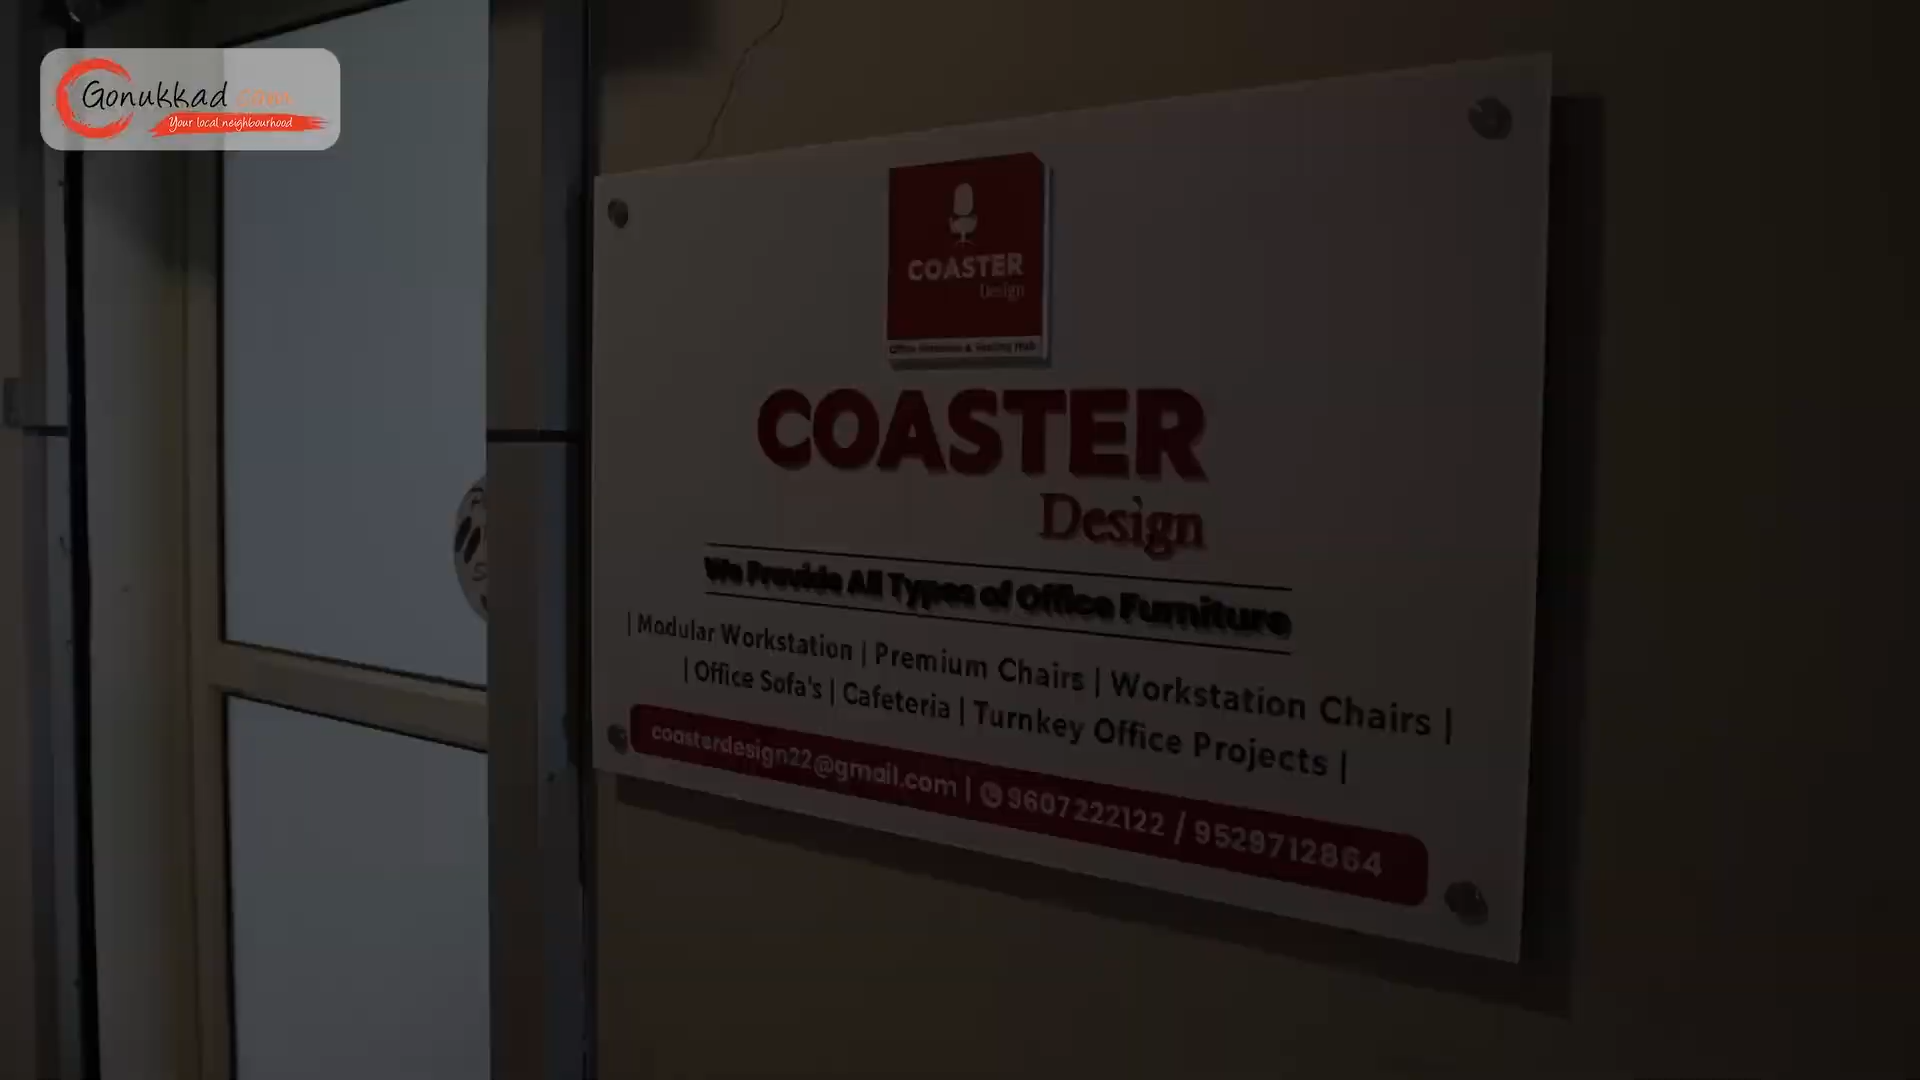 Gonukkad.com
Your local neighbourhood
COASTER
Design
COASTER
Design
We Provide All Types of Office Furniture
| Modular Workstation | Premium Chairs | Workstation Chairs |
| Office Sofa's | Cafeteria | Turnkey Office Projects |
coasterdesign22@gmail.com | 9607222122 / 9529712864